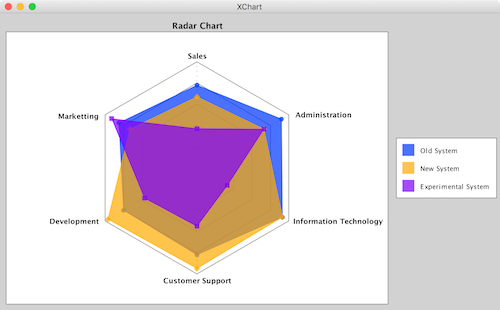 XChart
Radar Chart
Sales
Marketting
Administration
Development
Information Technology
Customer Support
Old System
New System
Experimental System